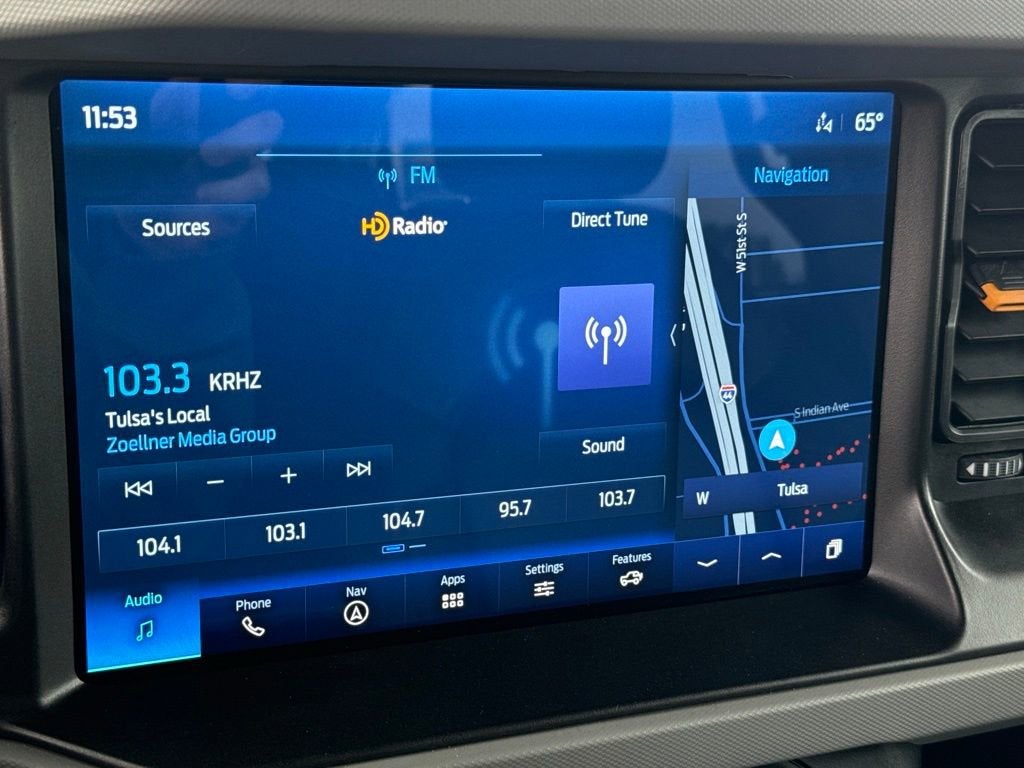 11:53
65°
FM
Navigation
Sources
HD Radio
Direct Tune
W 51st St S
103.3 KRHZ
Tulsa's Local
Zoellner Media Group
44
S Indian Ave
Sound
W Tulsa
104.1 103.1 104.7 95.7 103.7
Audio
Phone
Nav
Apps
Settings
Features